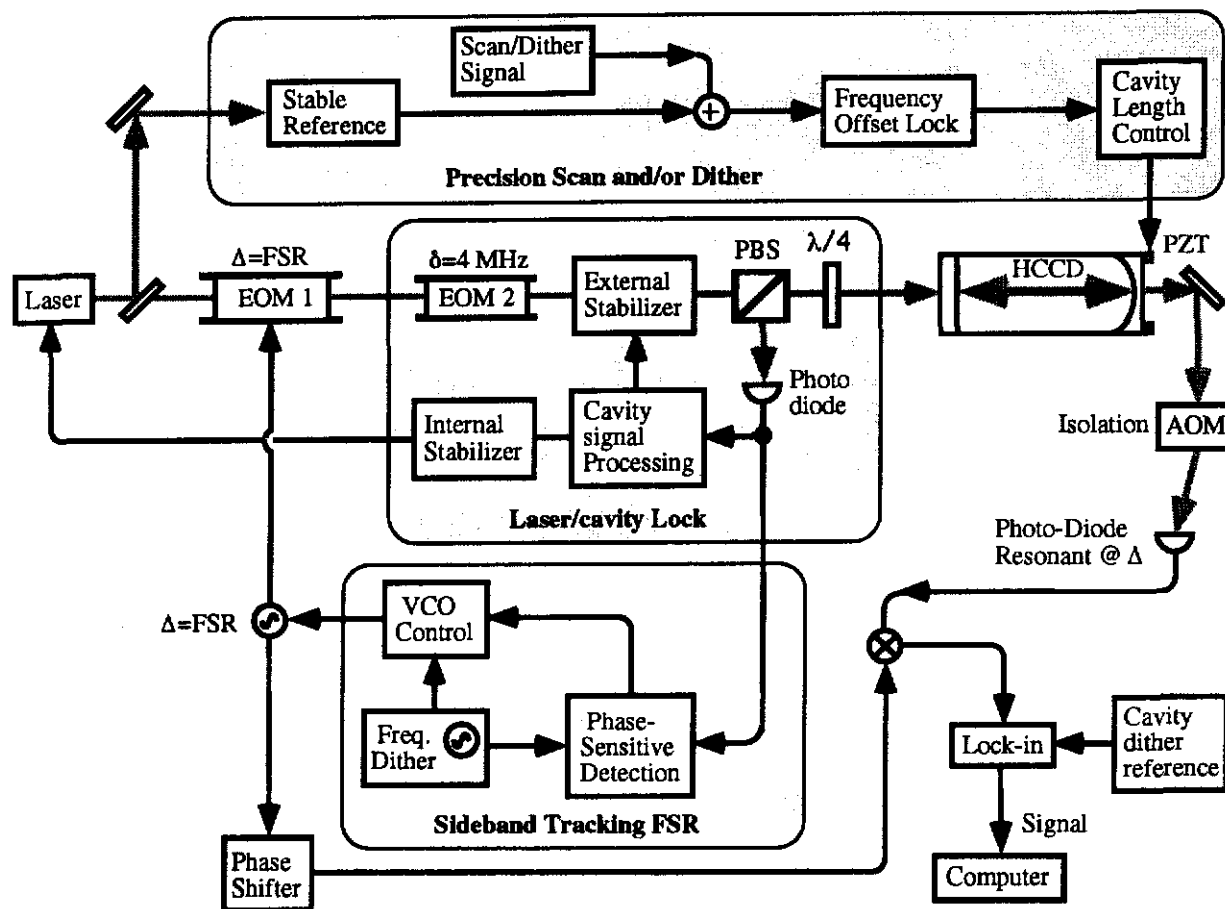 Scan/Dither
Signal
Stable
Reference
+
Frequency
Offset Lock
Cavity
Length
Control
Precision Scan and/or Dither
Laser
Δ=FSR
EOM 1
δ=4 MHz
EOM 2
External
Stabilizer
PBS
λ/4
HCCD
PZT
Photo
diode
Internal
Stabilizer
Cavity
signal
Processing
Laser/cavity Lock
Isolation
AOM
Photo-Diode
Resonant @ Δ
Δ=FSR
VCO
Control
Freq.
Dither
Phase-
Sensitive
Detection
Sideband Tracking FSR
Lock-in
Cavity
dither
reference
Signal
Computer
Phase
Shifter